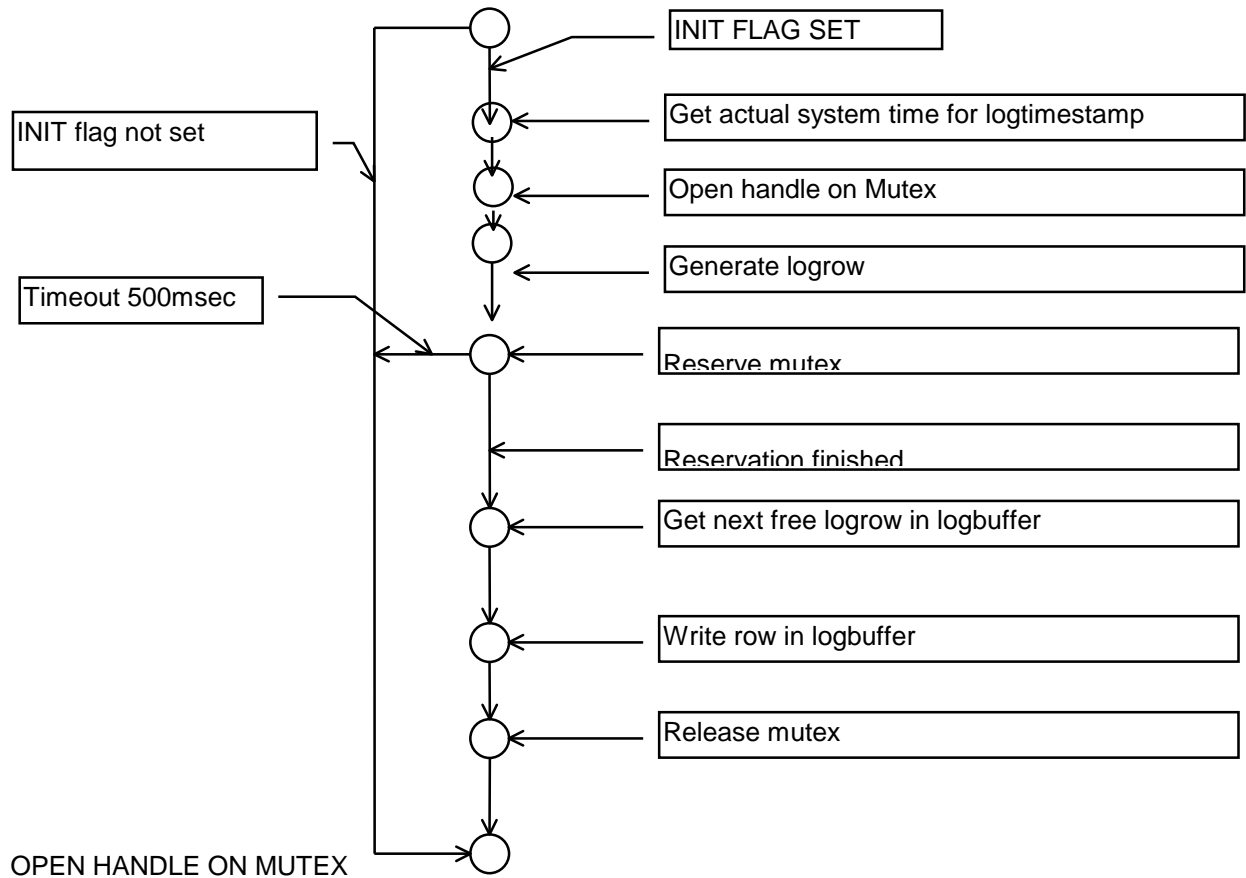 INIT FLAG SET
Get actual system time for logtimestamp
INIT flag not set
Open handle on Mutex
Generate logrow
Timeout 500msec
Reserve mutex
Reservation finished
Get next free logrow in logbuffer
Write row in logbuffer
Release mutex
OPEN HANDLE ON MUTEX